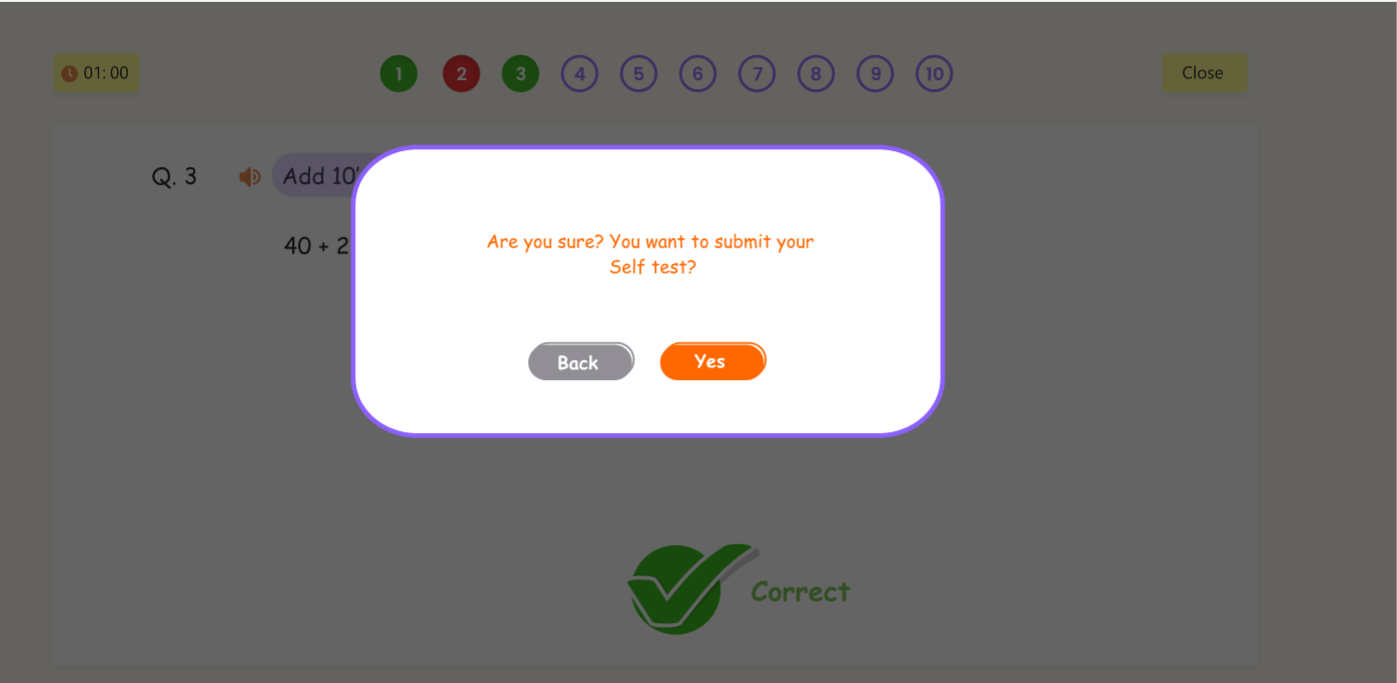 01: 00
1 2 3 4 5 6 7 8 9 10
Close
Q. 3
Add 10'
40 + 2
Are you sure? You want to submit your
Self test?
Back
Yes
Correct